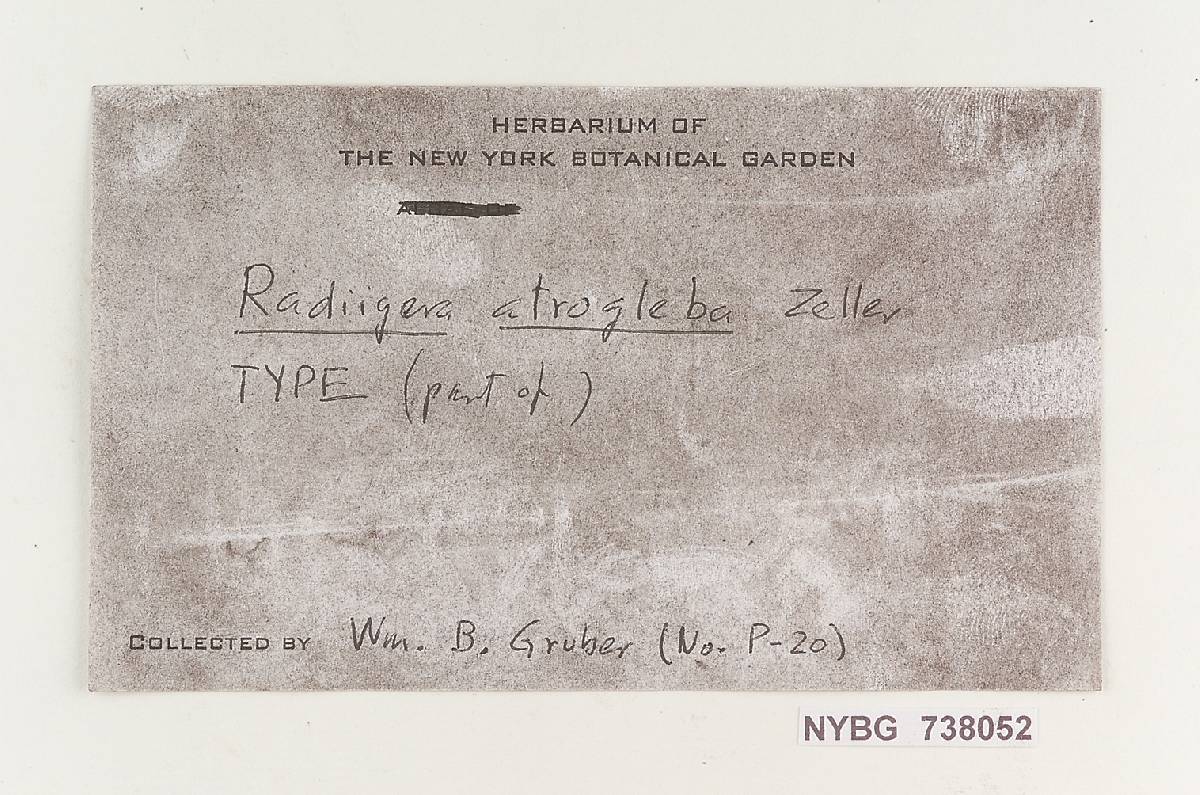 HERBARIUM OF
THE NEW YORK BOTANICAL GARDEN
Radiigera atrogleba Zeller
TYPE (part of)
COLLECTED BY Wm. B. Gruber (No. P-20)
NYBG 738052